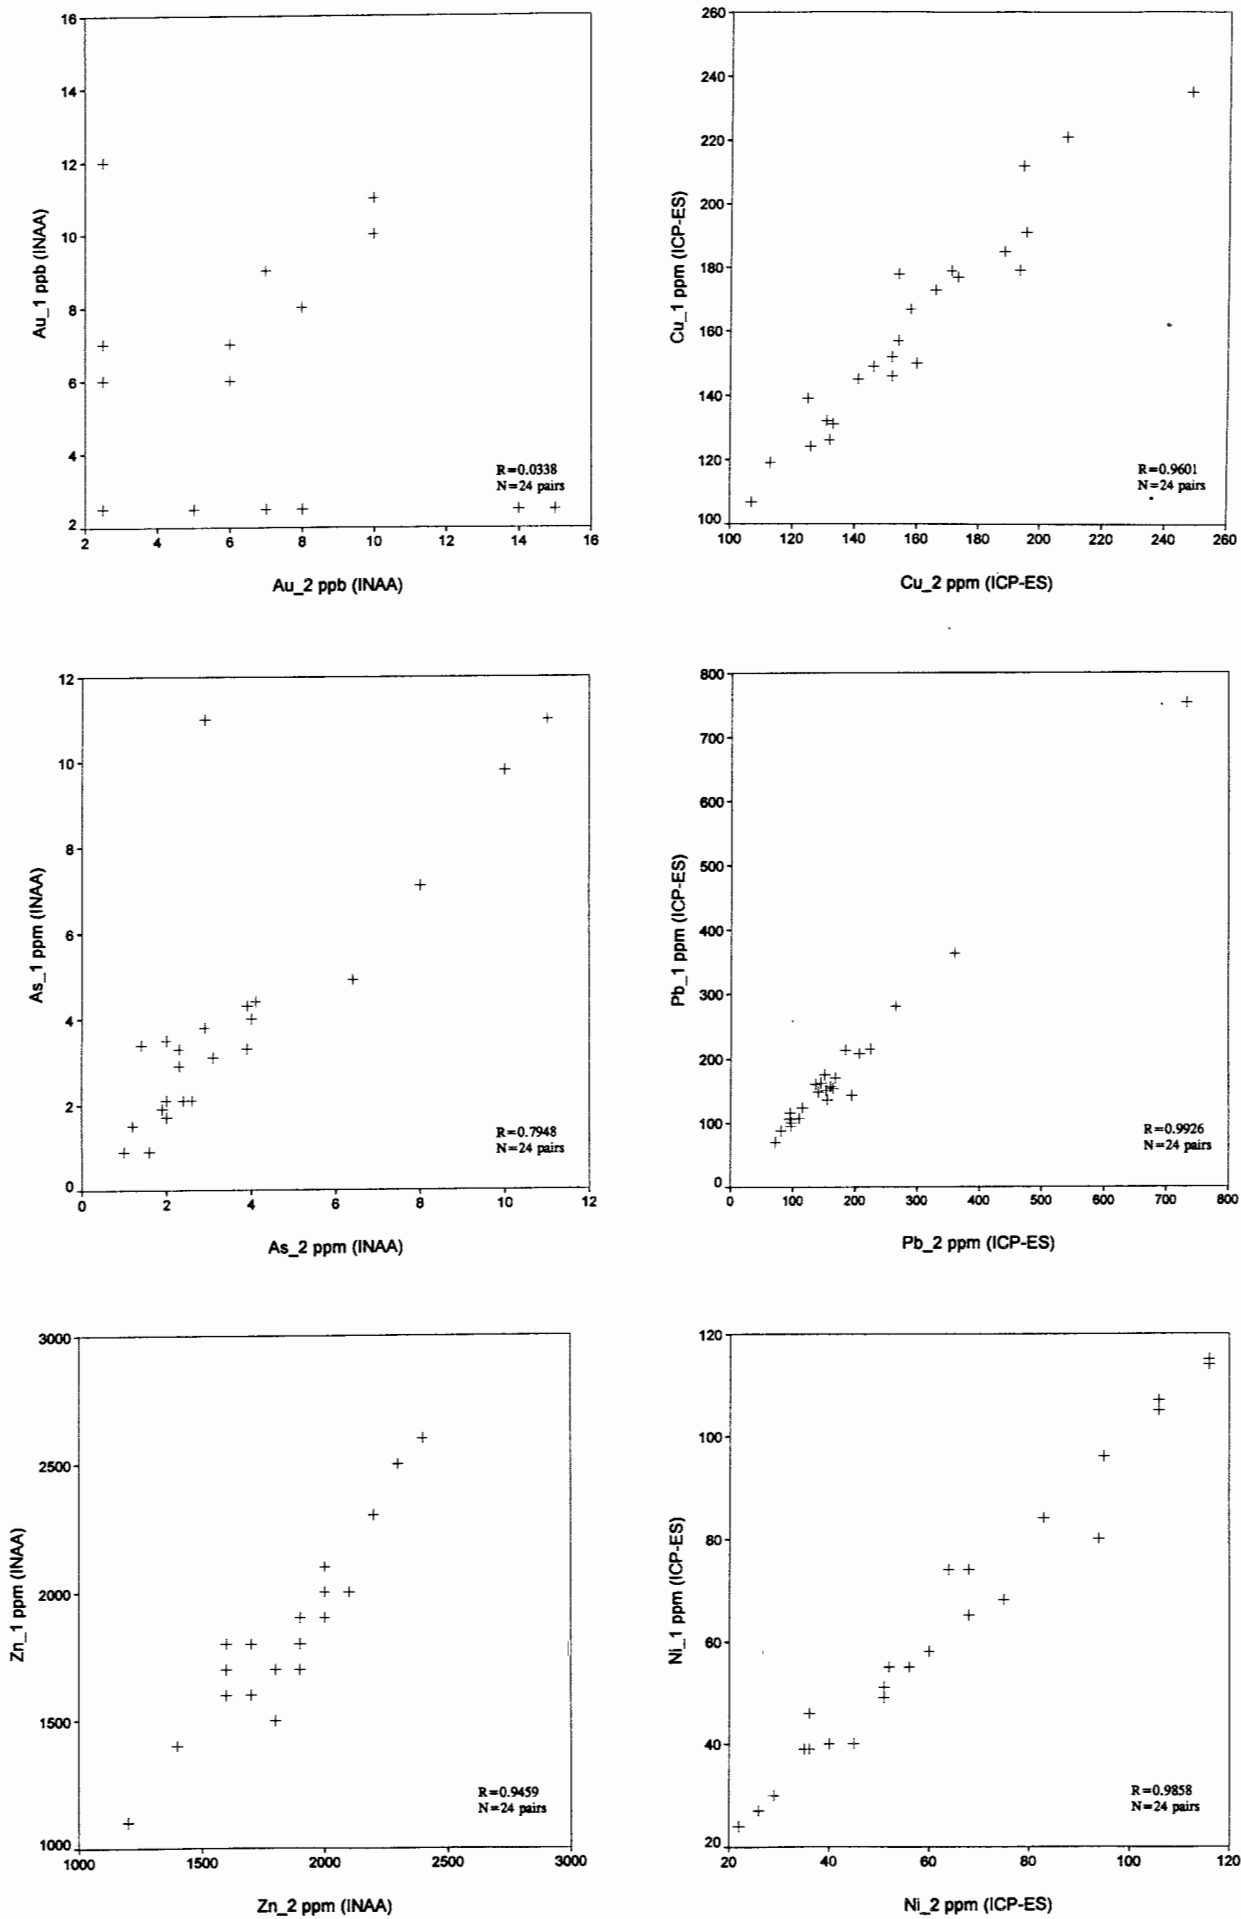 16
14
12
10
8
6
4
2
Au_1 ppb (INAA)
R=0.0338
N=24 pairs
2 4 6 8 10 12 14 16
Au_2 ppb (INAA)
260
240
220
200
180
160
140
120
100
Cu_1 ppm (ICP-ES)
R=0.9601
N=24 pairs
100 120 140 160 180 200 220 240 260
Cu_2 ppm (ICP-ES)
12
10
8
6
4
2
0
As_1 ppm (INAA)
R=0.7948
N=24 pairs
0 2 4 6 8 10 12
As_2 ppm (INAA)
800
700
600
500
400
300
200
100
0
Pb_1 ppm (ICP-ES)
R=0.9926
N=24 pairs
0 100 200 300 400 500 600 700 800
Pb_2 ppm (ICP-ES)
3000
2500
2000
1500
1000
Zn_1 ppm (INAA)
R=0.9459
N=24 pairs
1000 1500 2000 2500 3000
Zn_2 ppm (INAA)
120
100
80
60
40
20
Ni_1 ppm (ICP-ES)
R=0.9858
N=24 pairs
20 40 60 80 100 120
Ni_2 ppm (ICP-ES)